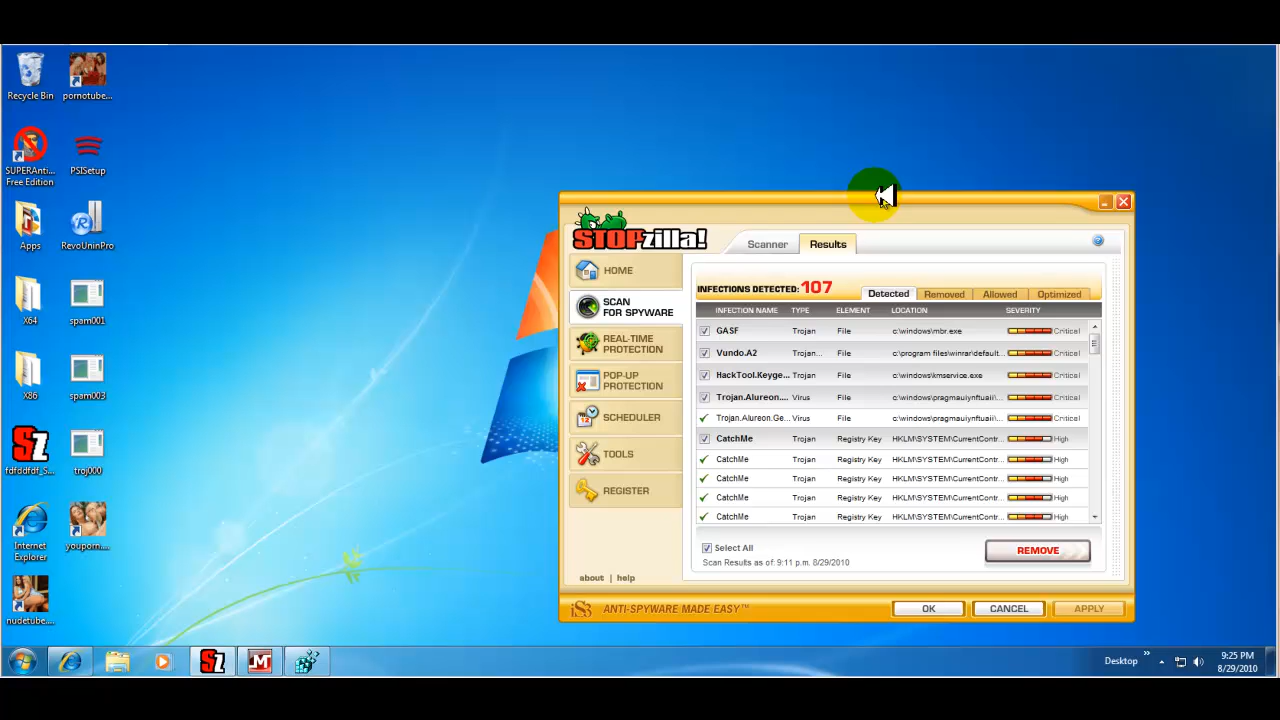 Recycle Bin
pornotube...
SUPERAnti...
Free Edition
PSISetup
Apps
RevoUninPro
X64
spam001
X86
spam003
fdfddfdf_S...
troj000
Internet
Explorer
youporn....
nudetube....
STOPzilla!
Scanner
Results
HOME
SCAN
FOR SPYWARE
REAL-TIME
PROTECTION
POP-UP
PROTECTION
SCHEDULER
TOOLS
REGISTER
about | help
INFECTIONS DETECTED: 107
Detected Removed Allowed Optimized
INFECTION NAME TYPE ELEMENT LOCATION SEVERITY
GASF Trojan File c:\windows\mbr.exe Critical
Vundo.A2 Trojan... File c:\program files\winrar\default... Critical
HackTool.Keyge... Trojan File c:\windows\kmservice.exe Critical
Trojan.Alureon.... Virus File c:\windows\pragmauiynftuaii\... Critical
Trojan.Alureon.Ge... Virus File c:\windows\pragmauiynftuaii\... Critical
CatchMe Trojan Registry Key HKLM\SYSTEM\CurrentContr... High
CatchMe Trojan Registry Key HKLM\SYSTEM\CurrentContr... High
CatchMe Trojan Registry Key HKLM\SYSTEM\CurrentContr... High
CatchMe Trojan Registry Key HKLM\SYSTEM\CurrentContr... High
CatchMe Trojan Registry Key HKLM\SYSTEM\CurrentContr... High
Select All
REMOVE
Scan Results as of: 9:11 p.m. 8/29/2010
iS3 ANTI-SPYWARE MADE EASY™
OK CANCEL APPLY
SZ
M
Desktop
9:25 PM
8/29/2010